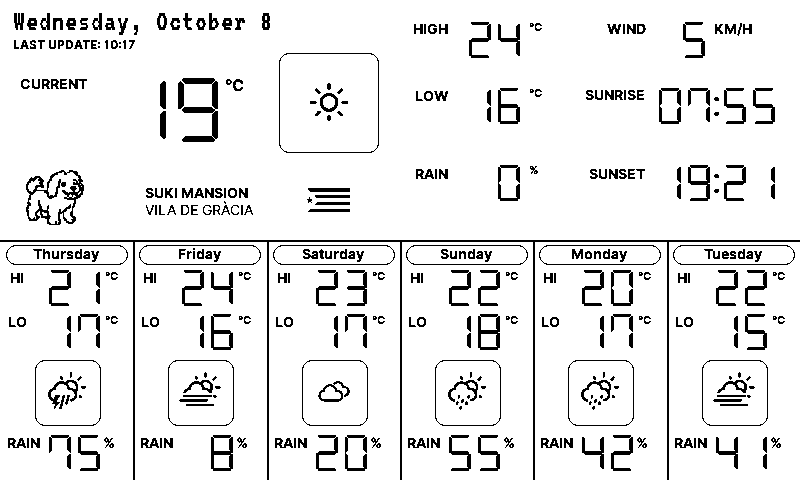 Wednesday, October 8
LAST UPDATE: 10:17
CURRENT 19 °C
SUKI MANSION
VILA DE GRÀCIA
HIGH 24 °C
LOW 16 °C
RAIN 0 %
WIND 5 KM/H
SUNRISE 07:55
SUNSET 19:21
Thursday
HI 21 °C
LO 17 °C
RAIN 75 %
Friday
HI 24 °C
LO 16 °C
RAIN 8 %
Saturday
HI 23 °C
LO 17 °C
RAIN 20 %
Sunday
HI 22 °C
LO 18 °C
RAIN 55 %
Monday
HI 20 °C
LO 17 °C
RAIN 42 %
Tuesday
HI 22 °C
LO 15 °C
RAIN 41 %